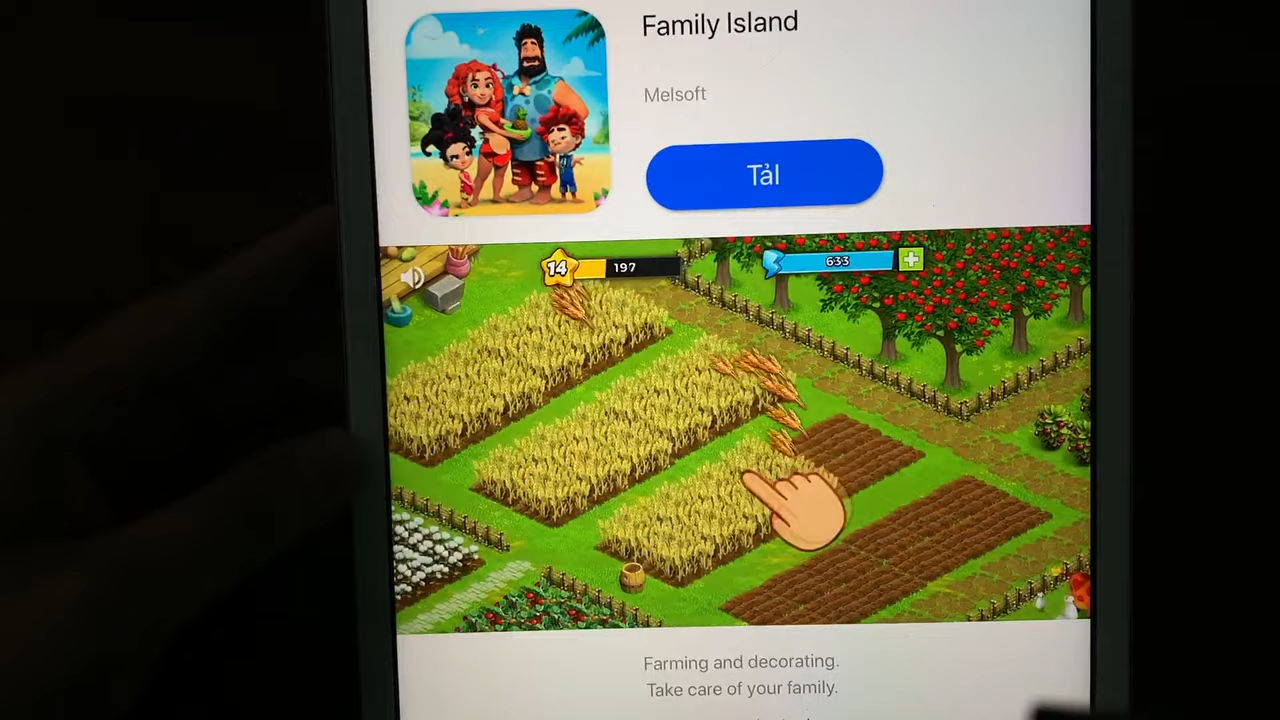 Family Island
Melsoft
Tải
14
197
633
Farming and decorating.
Take care of your family.